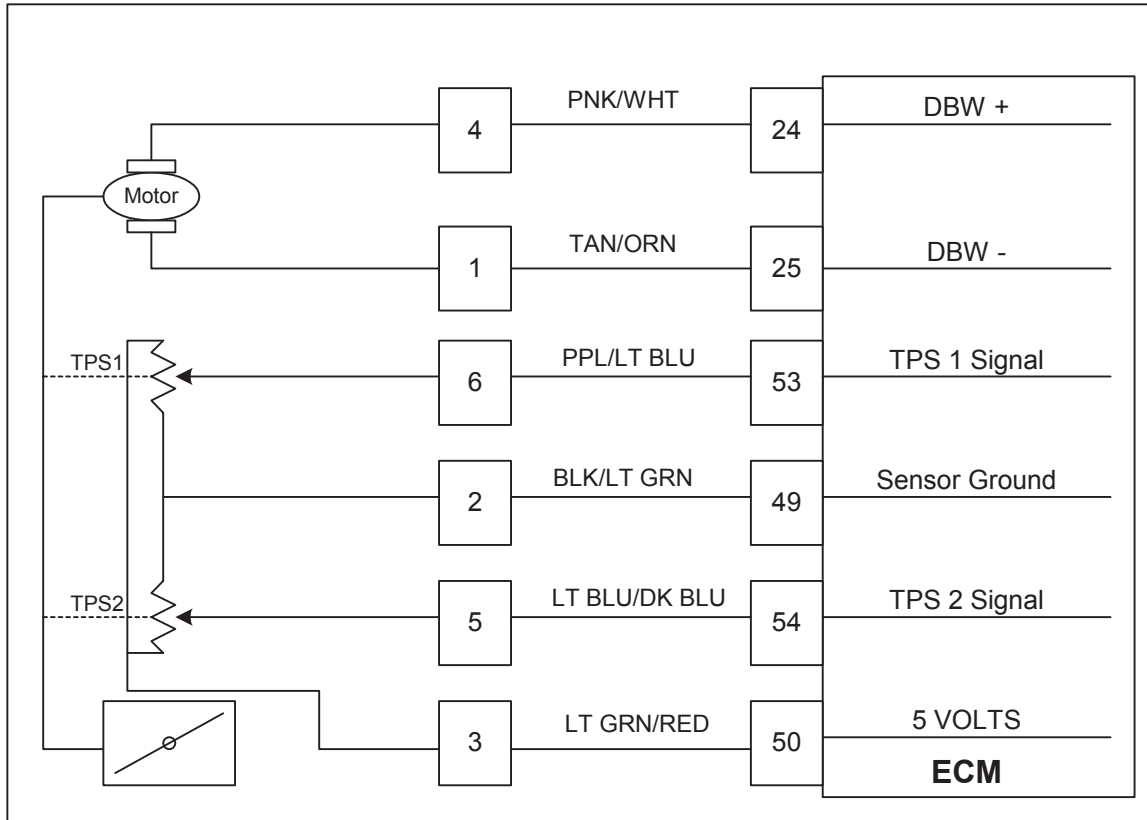 PNK/WHT
4
24
DBW +
Motor
TAN/ORN
1
25
DBW -
TPS1
PPL/LT BLU
6
53
TPS 1 Signal
BLK/LT GRN
2
49
Sensor Ground
TPS2
LT BLU/DK BLU
5
54
TPS 2 Signal
LT GRN/RED
3
50
5 VOLTS
ECM